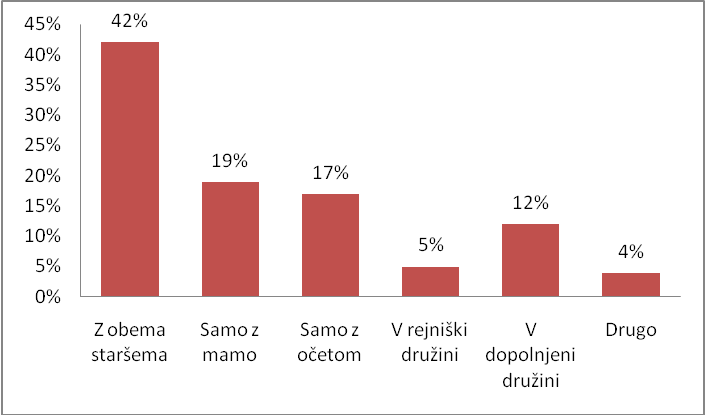 45%
40%
35%
30%
25%
20%
15%
10%
5%
0%
42%
19%
17%
5%
12%
4%
Z obema
staršema
Samo z
mamo
Samo z
očetom
V rejniški
družini
V
dopolnjeni
družini
Drugo